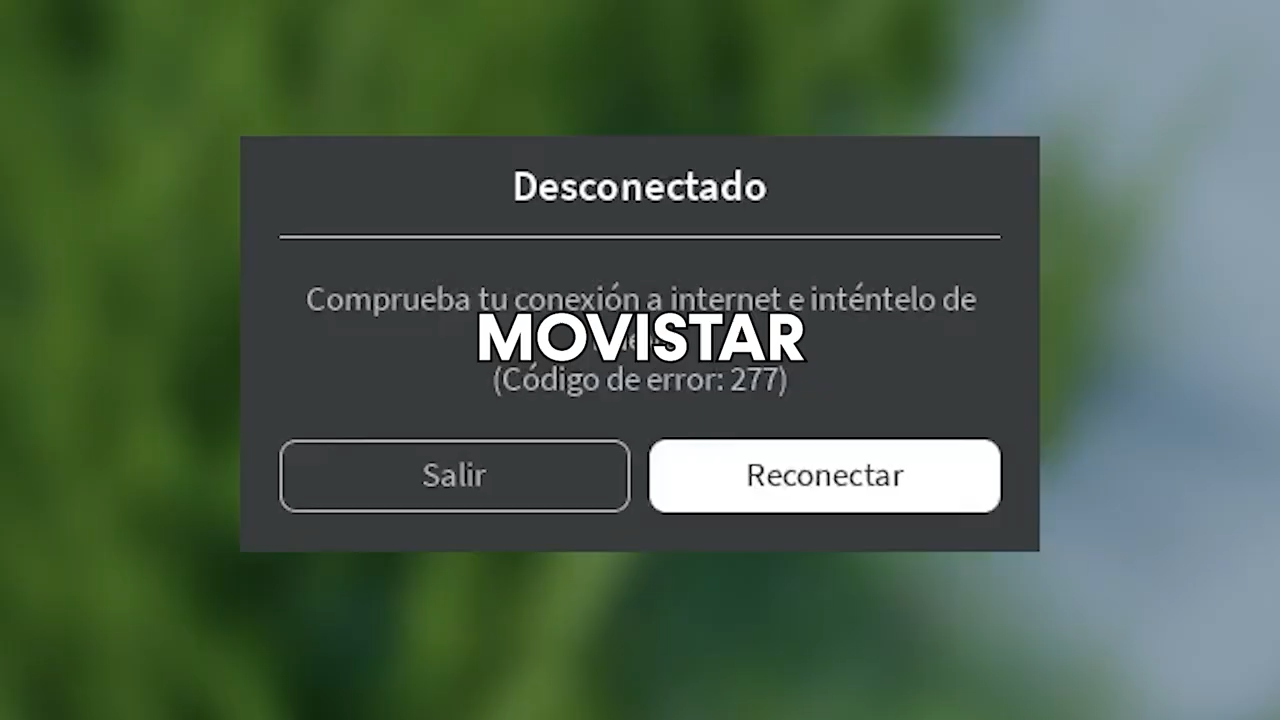 Desconectado
Comprueba tu conexión a internet e inténtelo de
MOVISTAR
(Código de error: 277)
Salir
Reconectar